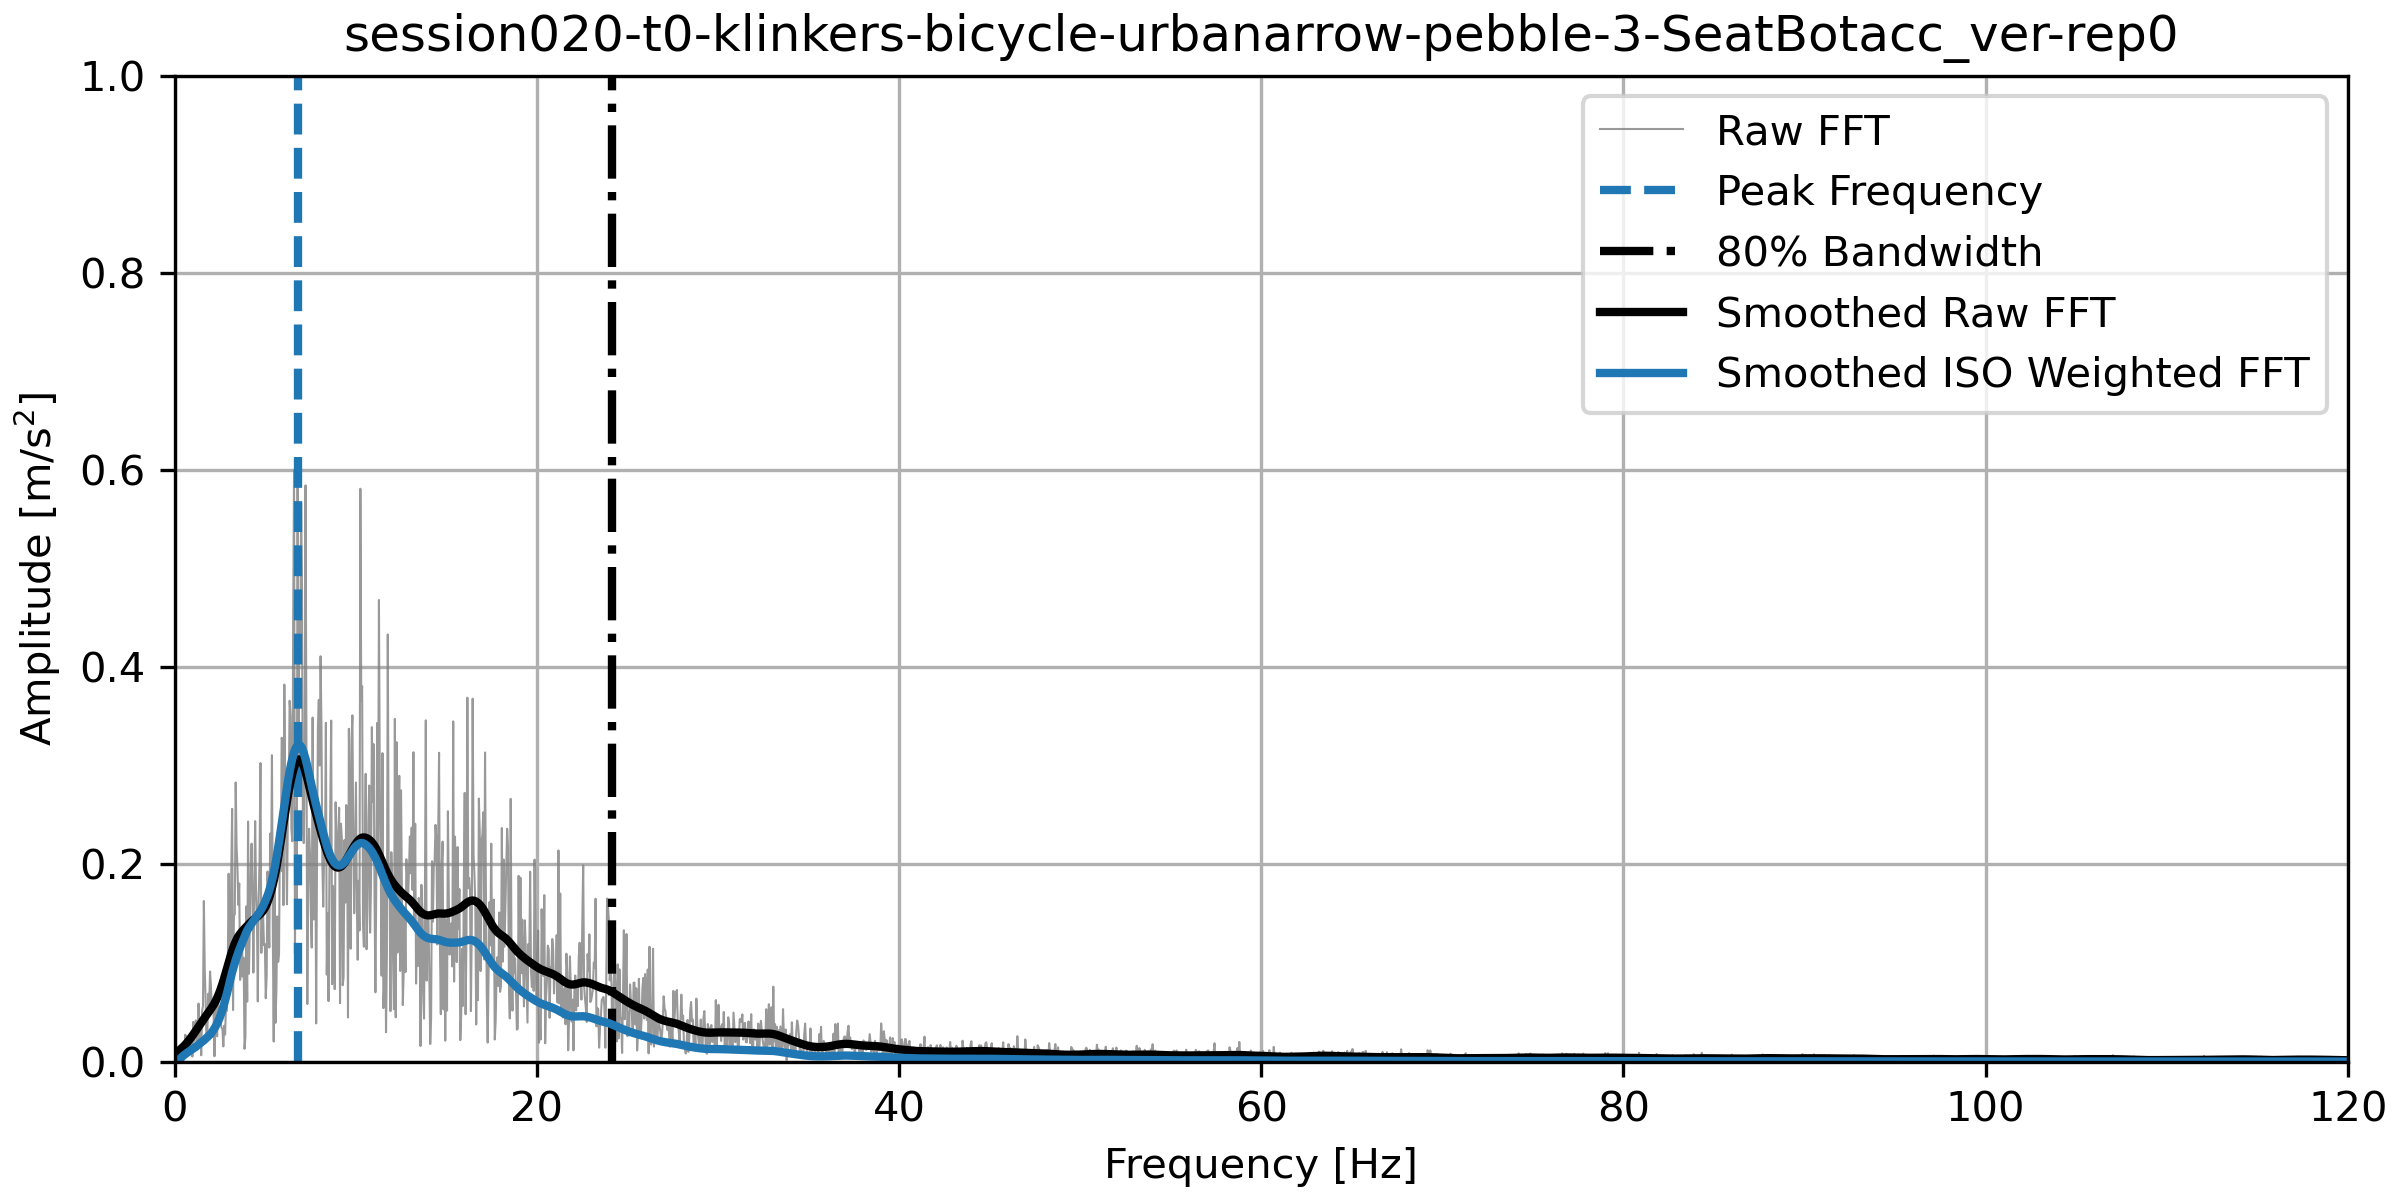 session020-t0-klinkers-bicycle-urbanarrow-pebble-3-SeatBotacc_ver-rep0
1.0
0.8
0.6
0.4
0.2
0.0
Amplitude [m/s²]
Raw FFT
Peak Frequency
80% Bandwidth
Smoothed Raw FFT
Smoothed ISO Weighted FFT
0 20 40 60 80 100 120
Frequency [Hz]